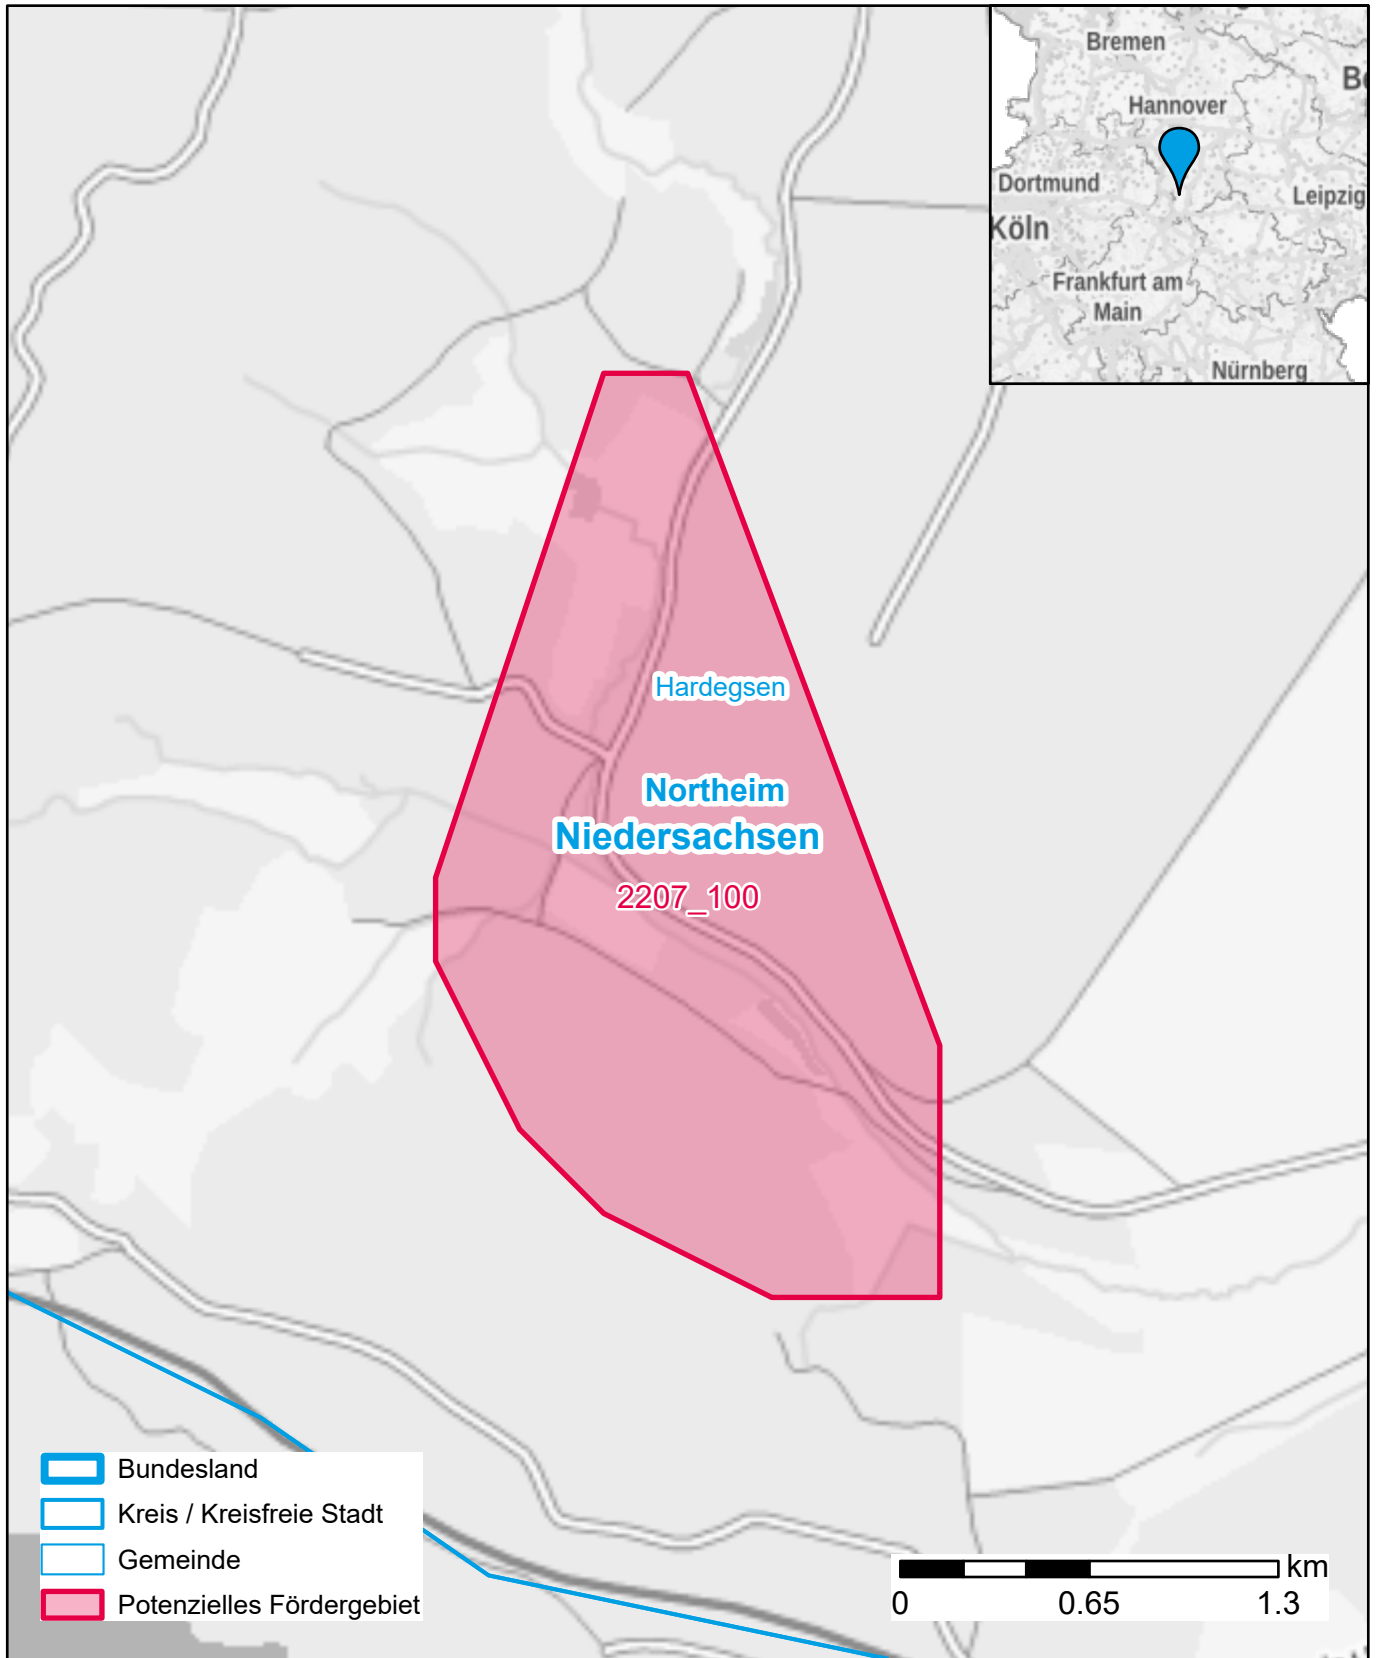 Bremen
Hannover
Dortmund
Leipzig
Köln
Frankfurt am
Main
Nürnberg
Hardegsen
Northeim
Niedersachsen
2207_100
Bundesland
Kreis / Kreisfreie Stadt
Gemeinde
Potenzielles Fördergebiet
km
0 0.65 1.3